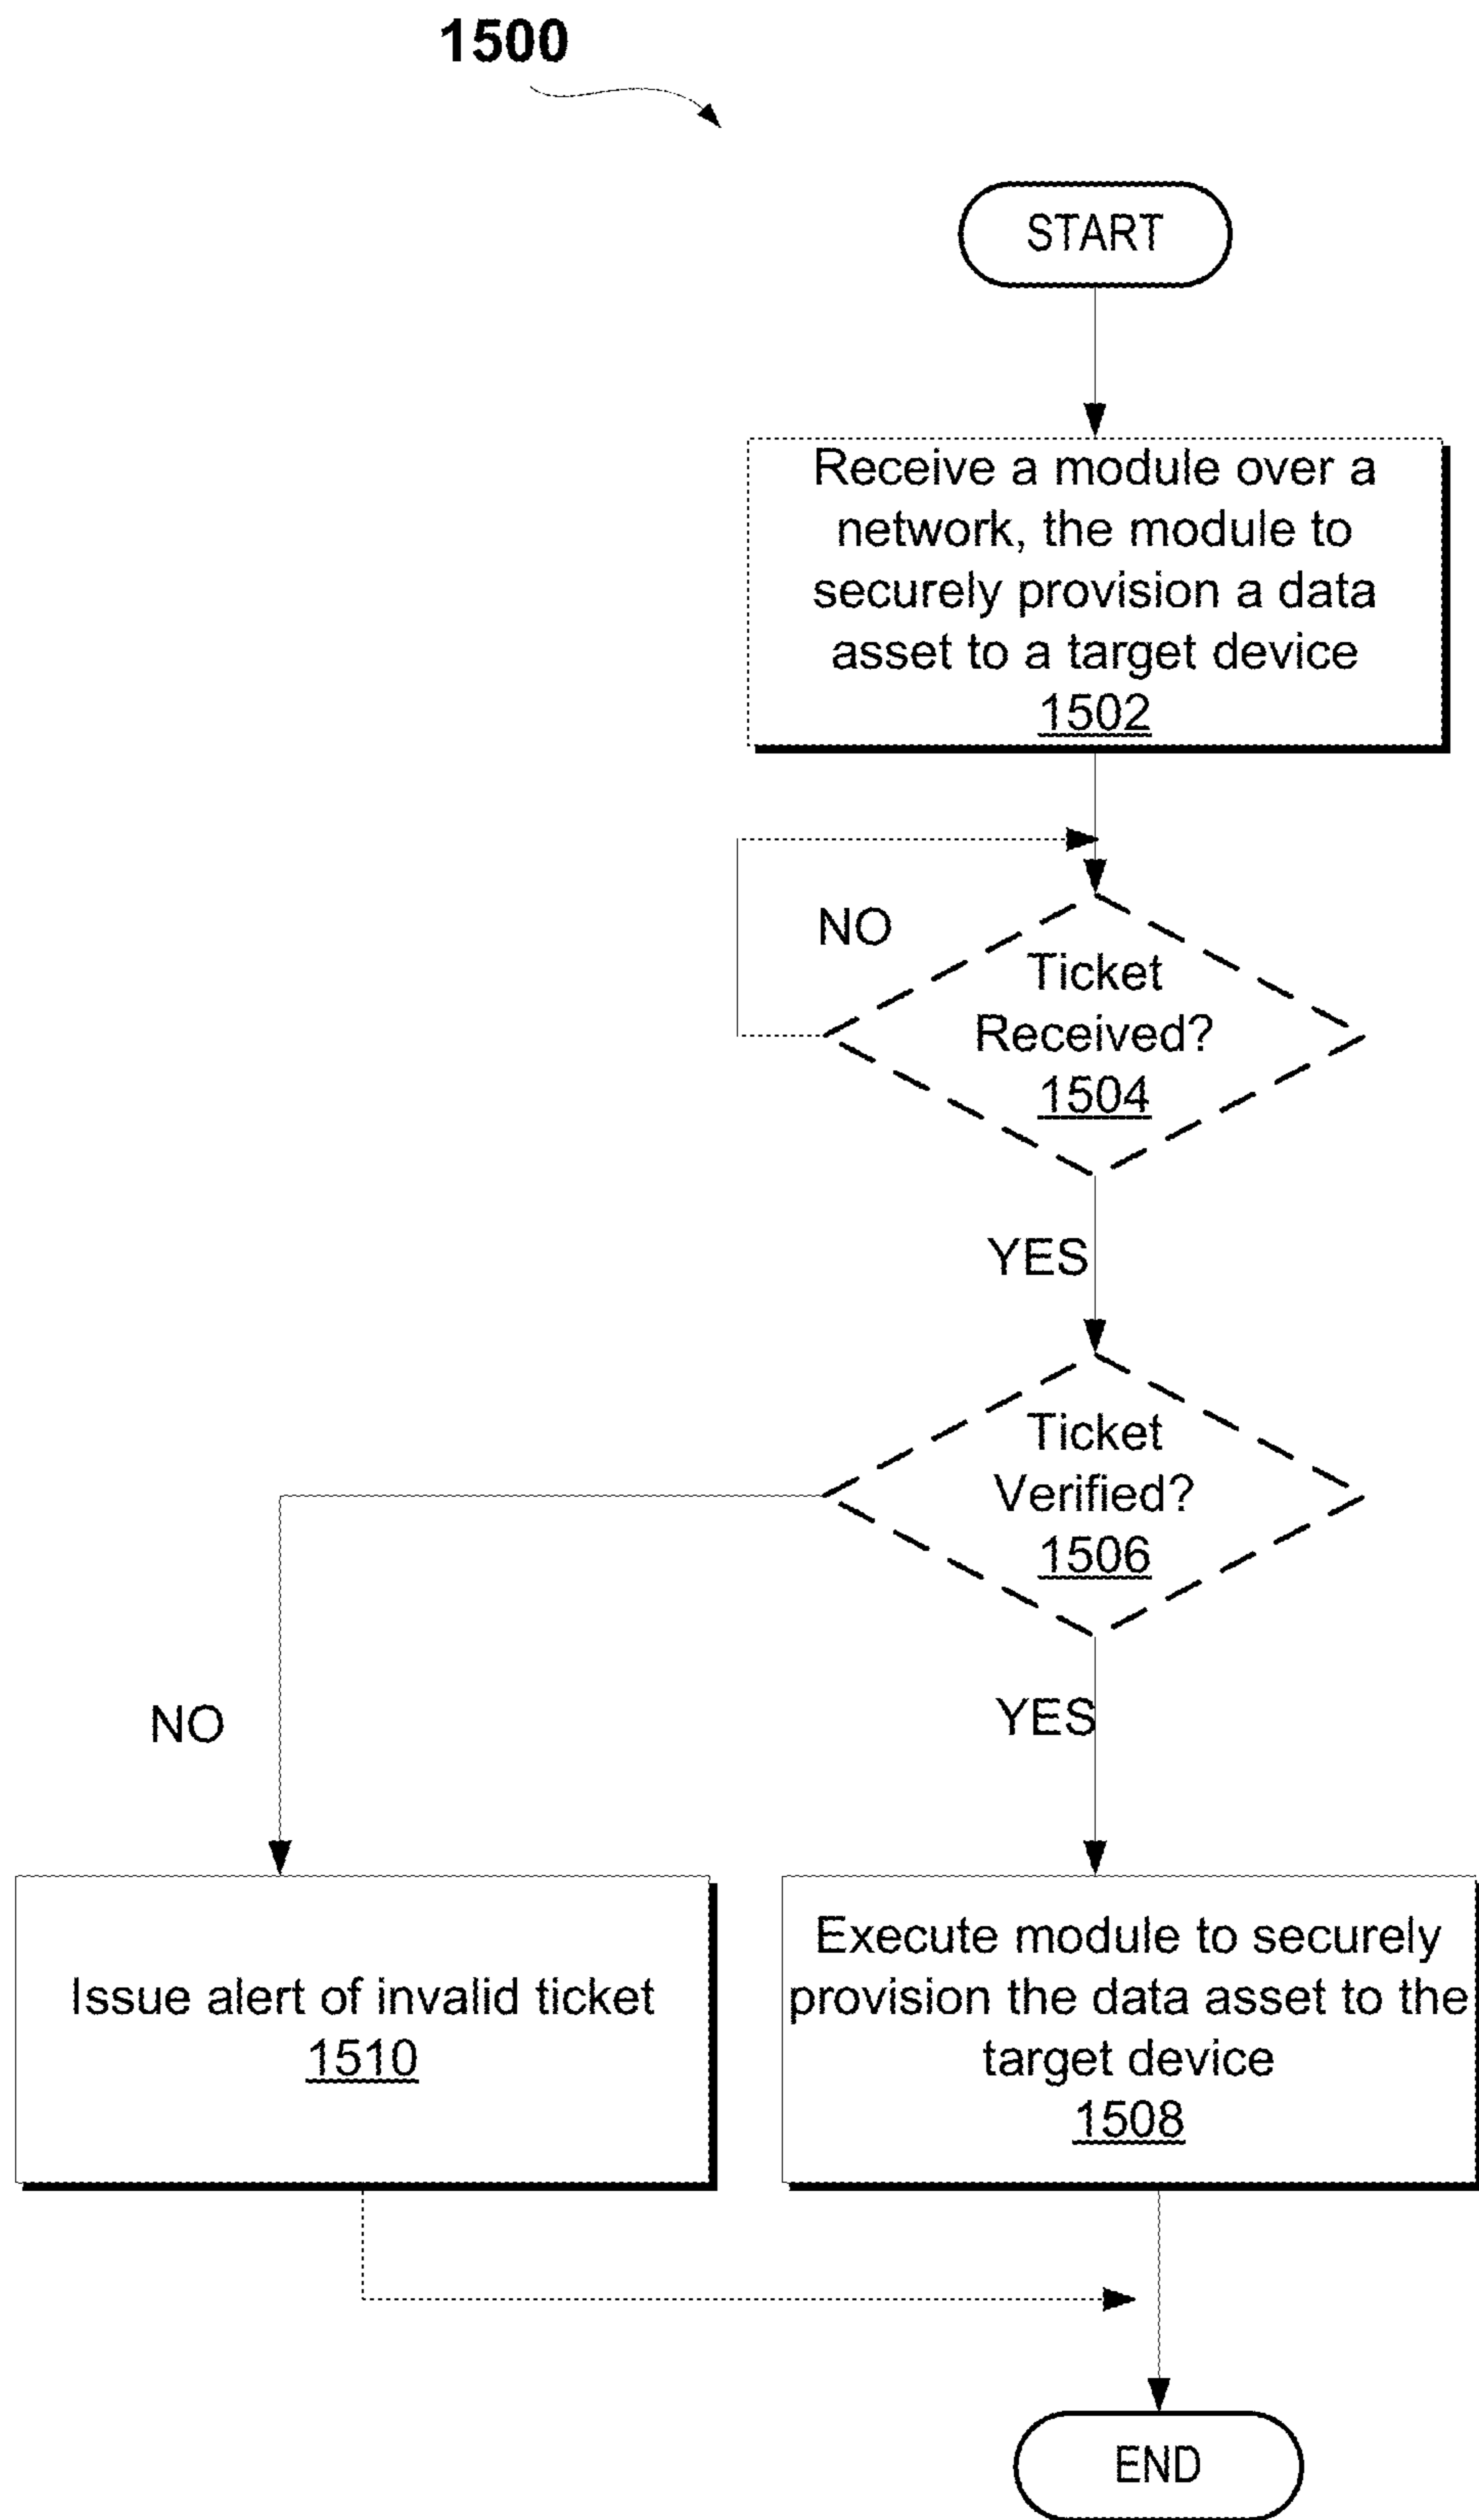 1500
START
Receive a module over a
network, the module to
securely provision a data
asset to a target device
1502
NO
Ticket
Received?
1504
YES
Ticket
Verified?
1506
NO
YES
Issue alert of invalid ticket
1510
Execute module to securely
provision the data asset to the
target device
1508
END